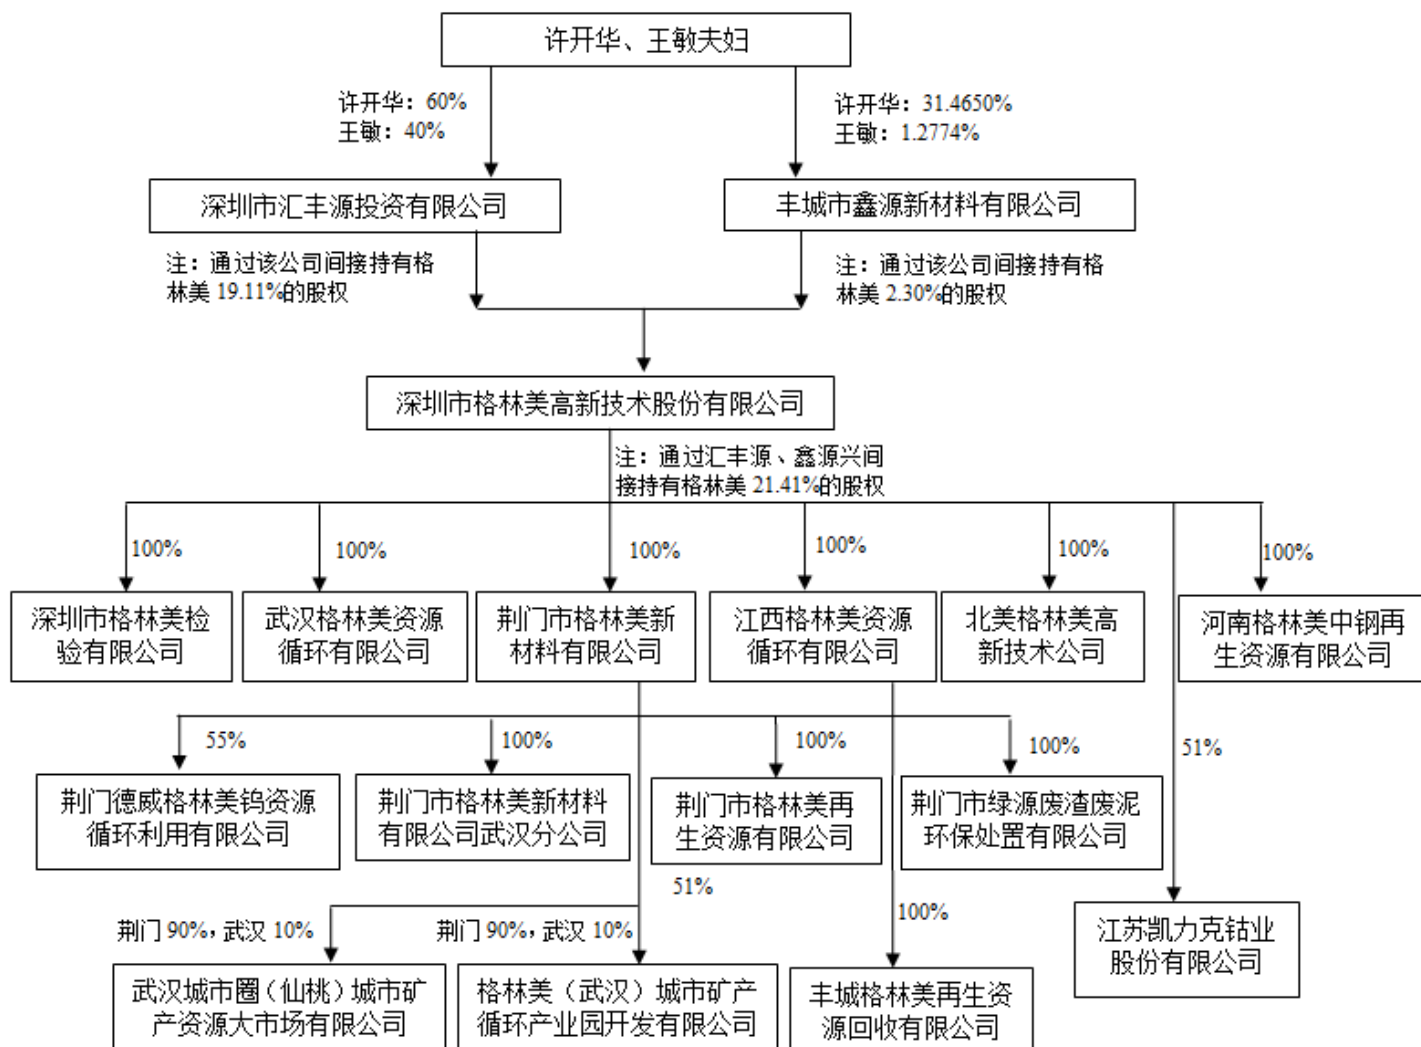 许开华、王敏夫妇
许开华：60%
王敏：40%
许开华：31.4650%
王敏：1.2774%
深圳市汇丰源投资有限公司
丰城市鑫源新材料有限公司
注：通过该公司间接持有格
林美 19.11%的股权
注：通过该公司间接持有格
林美 2.30%的股权
深圳市格林美高新技术股份有限公司
注：通过汇丰源、鑫源兴间
接持有格林美 21.41%的股权
100%
100%
100%
100%
100%
100%
深圳市格林美检
验有限公司
武汉格林美资源
循环有限公司
荆门市格林美新
材料有限公司
江西格林美资源
循环有限公司
北美格林美高
新技术公司
河南格林美中钢再
生资源有限公司
55%
100%
100%
100%
51%
荆门德威格林美钨资源
循环利用有限公司
荆门市格林美新材料
有限公司武汉分公司
荆门市格林美再
生资源有限公司
荆门市绿源废渣废泥
环保处置有限公司
51%
100%
荆门 90%，武汉 10%
荆门 90%，武汉 10%
江苏凯力克钴业
股份有限公司
武汉城市圈（仙桃）城市矿
产资源大市场有限公司
格林美（武汉）城市矿产
循环产业园开发有限公司
丰城格林美再生资
源回收有限公司